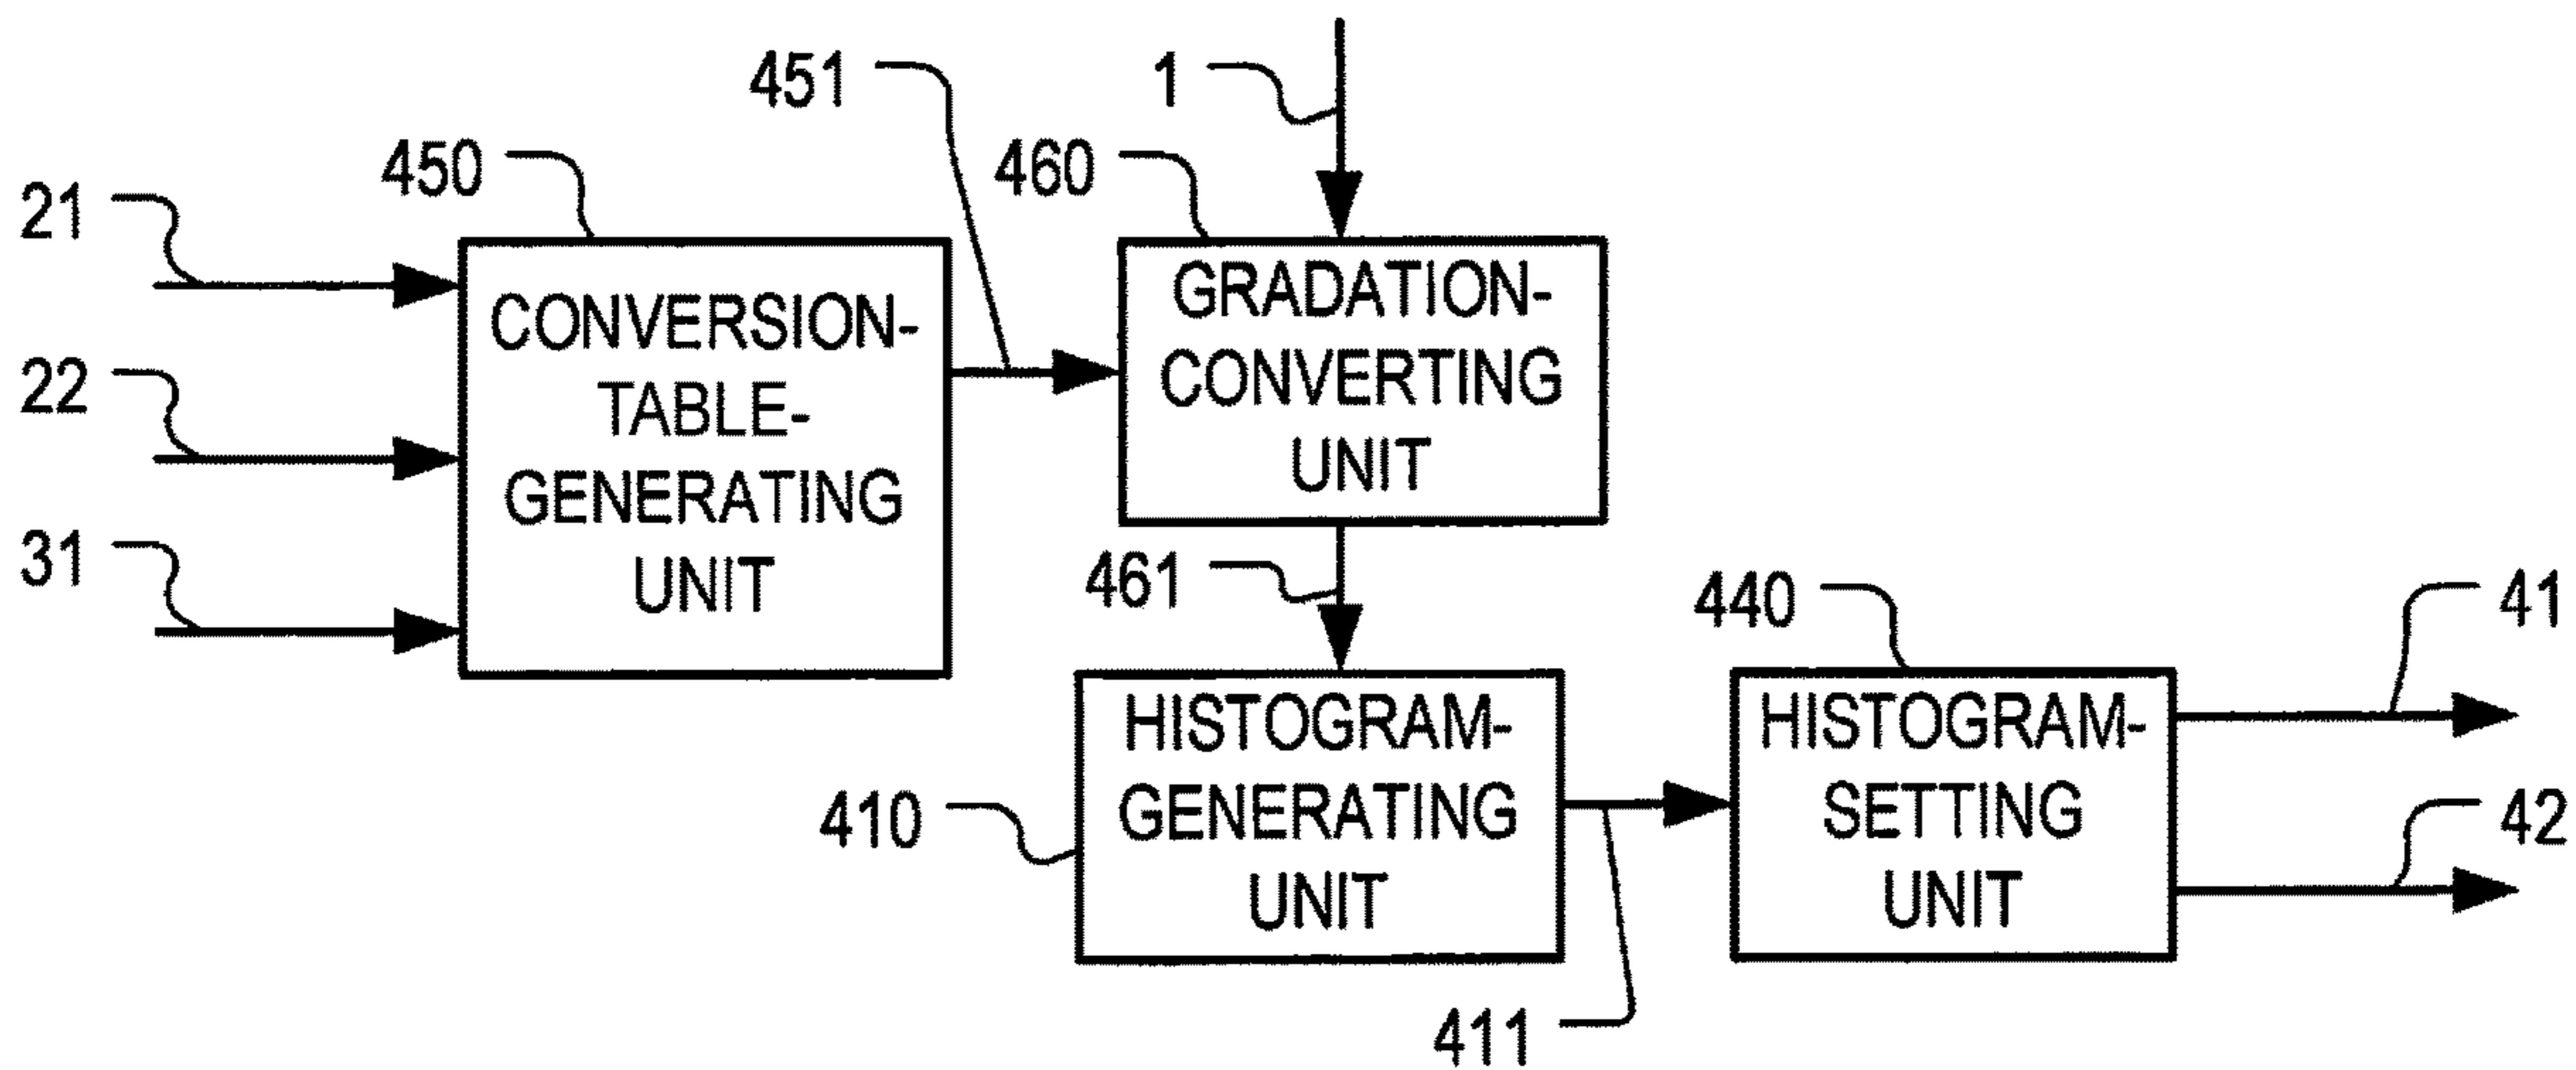 451
1
450
460
21
22
31
CONVERSION-
TABLE-
GENERATING
UNIT
GRADATION-
CONVERTING
UNIT
461
440
41
42
410
HISTOGRAM-
GENERATING
UNIT
HISTOGRAM-
SETTING
UNIT
411